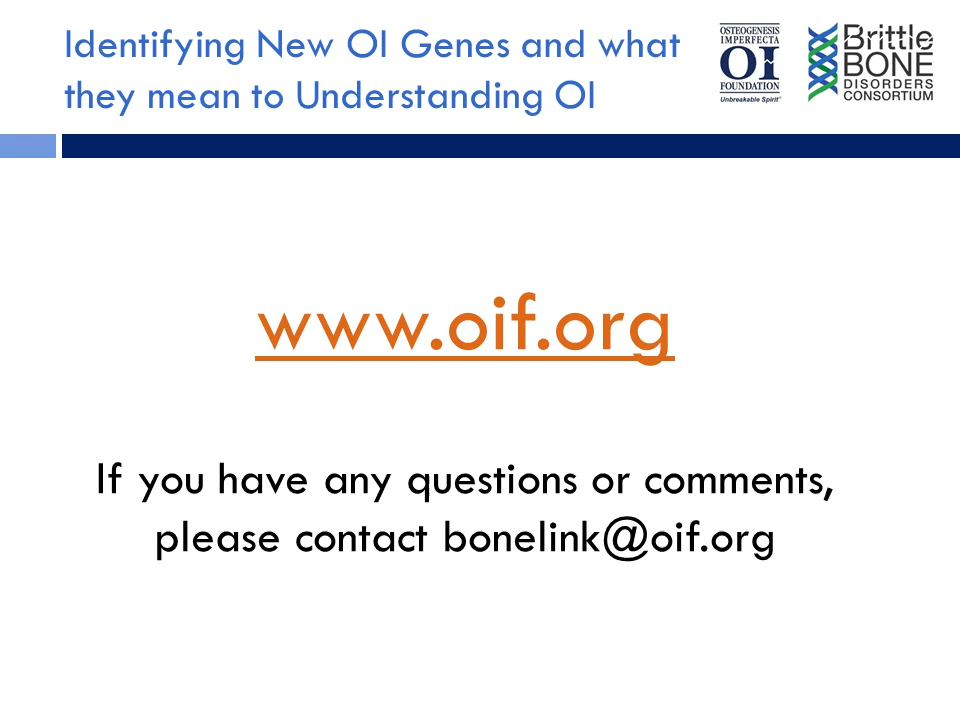 Identifying New OI Genes and what
they mean to Understanding OI
OSTEOGENESIS
IMPERFECTA
OI
FOUNDATION
Unbreakable Spirit®
Brittle
BONE
DISORDERS
CONSORTIUM
www.oif.org
If you have any questions or comments,
please contact bonelink@oif.org